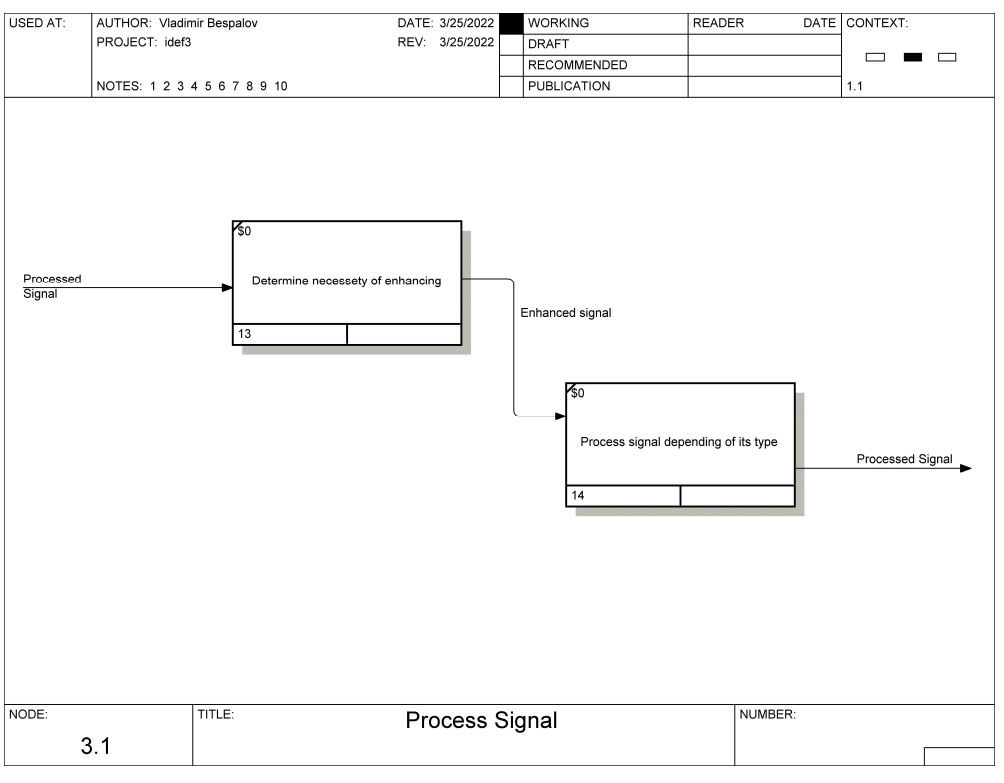 USED AT:
AUTHOR: Vladimir Bespalov
DATE: 3/25/2022
WORKING
READER
DATE
CONTEXT:
PROJECT: idef3
REV: 3/25/2022
DRAFT
RECOMMENDED
NOTES: 1 2 3 4 5 6 7 8 9 10
PUBLICATION
1.1
$0
Determine necessety of enhancing
13
Processed
Signal
Enhanced signal
$0
Process signal depending of its type
14
Processed Signal
NODE:
3.1
TITLE:
Process Signal
NUMBER: